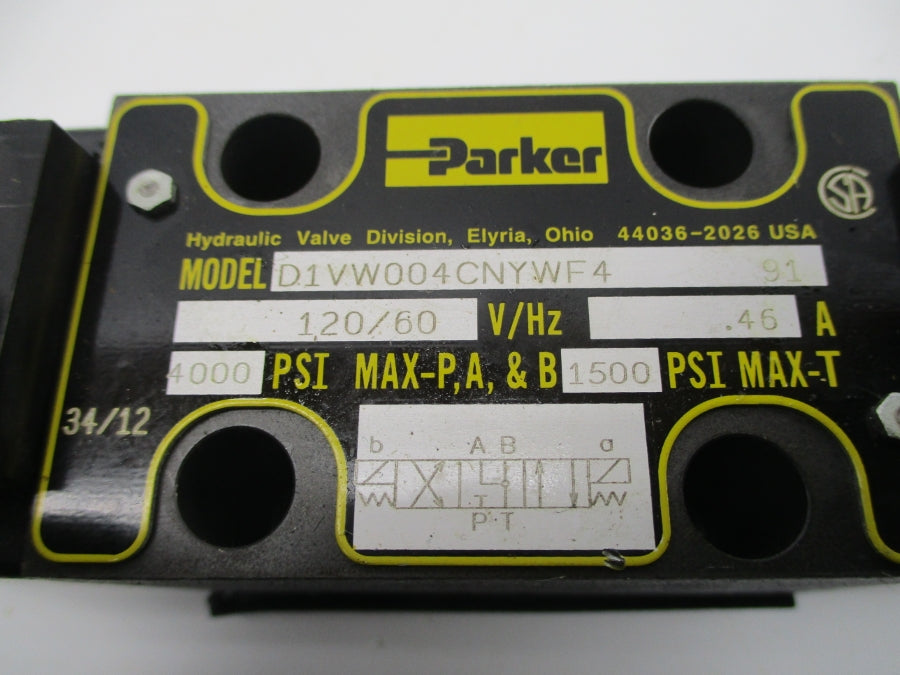 Parker
CSA
Hydraulic Valve Division, Elyria, Ohio 44036-2026 USA
MODEL D1VW004CNYWF4 91
120/60 V/Hz .46 A
4000 PSI MAX-P,A, & B 1500 PSI MAX-T
34/12
b A B a
T
P T